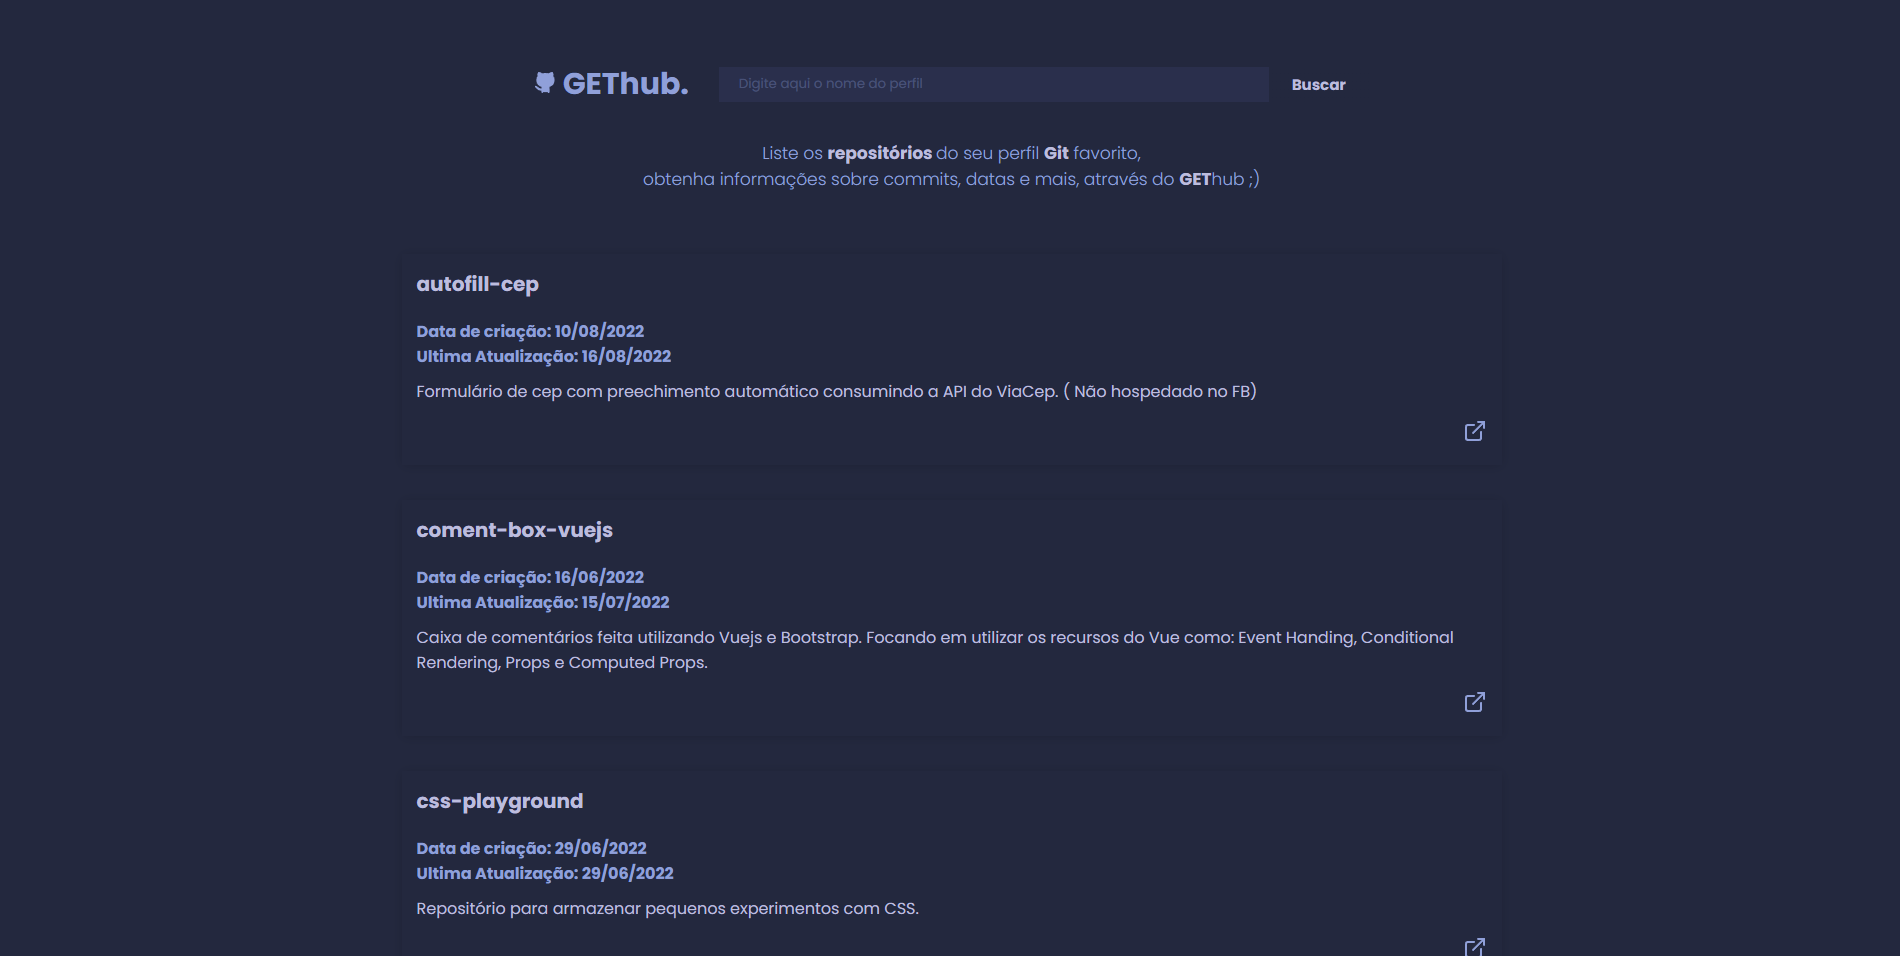 GEThub.
Digite aqui o nome do perfil
Buscar
Liste os repositórios do seu perfil Git favorito,
obtenha informações sobre commits, datas e mais, através do GEThub ;)
autofill-cep
Data de criação: 10/08/2022
Ultima Atualização: 16/08/2022
Formulário de cep com preechimento automático consumindo a API do ViaCep. ( Não hospedado no FB)
coment-box-vuejs
Data de criação: 16/06/2022
Ultima Atualização: 15/07/2022
Caixa de comentários feita utilizando Vuejs e Bootstrap. Focando em utilizar os recursos do Vue como: Event Handing, Conditional
Rendering, Props e Computed Props.
css-playground
Data de criação: 29/06/2022
Ultima Atualização: 29/06/2022
Repositório para armazenar pequenos experimentos com CSS.